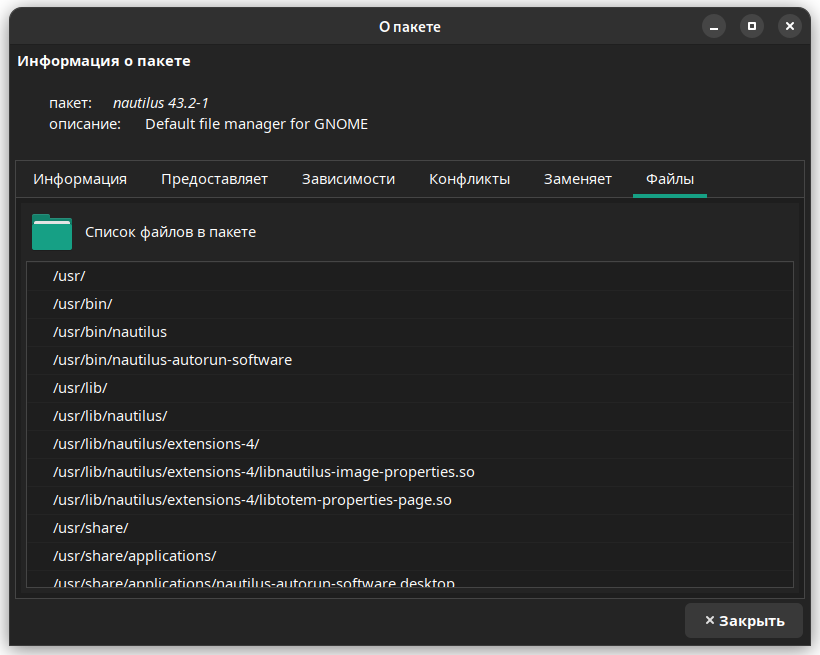 О пакете
Информация о пакете
пакет: nautilus 43.2-1
описание: Default file manager for GNOME
Информация Предоставляет Зависимости Конфликты Заменяет Файлы
Список файлов в пакете
/usr/
/usr/bin/
/usr/bin/nautilus
/usr/bin/nautilus-autorun-software
/usr/lib/
/usr/lib/nautilus/
/usr/lib/nautilus/extensions-4/
/usr/lib/nautilus/extensions-4/libnautilus-image-properties.so
/usr/lib/nautilus/extensions-4/libtotem-properties-page.so
/usr/share/
/usr/share/applications/
/usr/share/applications/nautilus-autorun-software.desktop
Закрыть